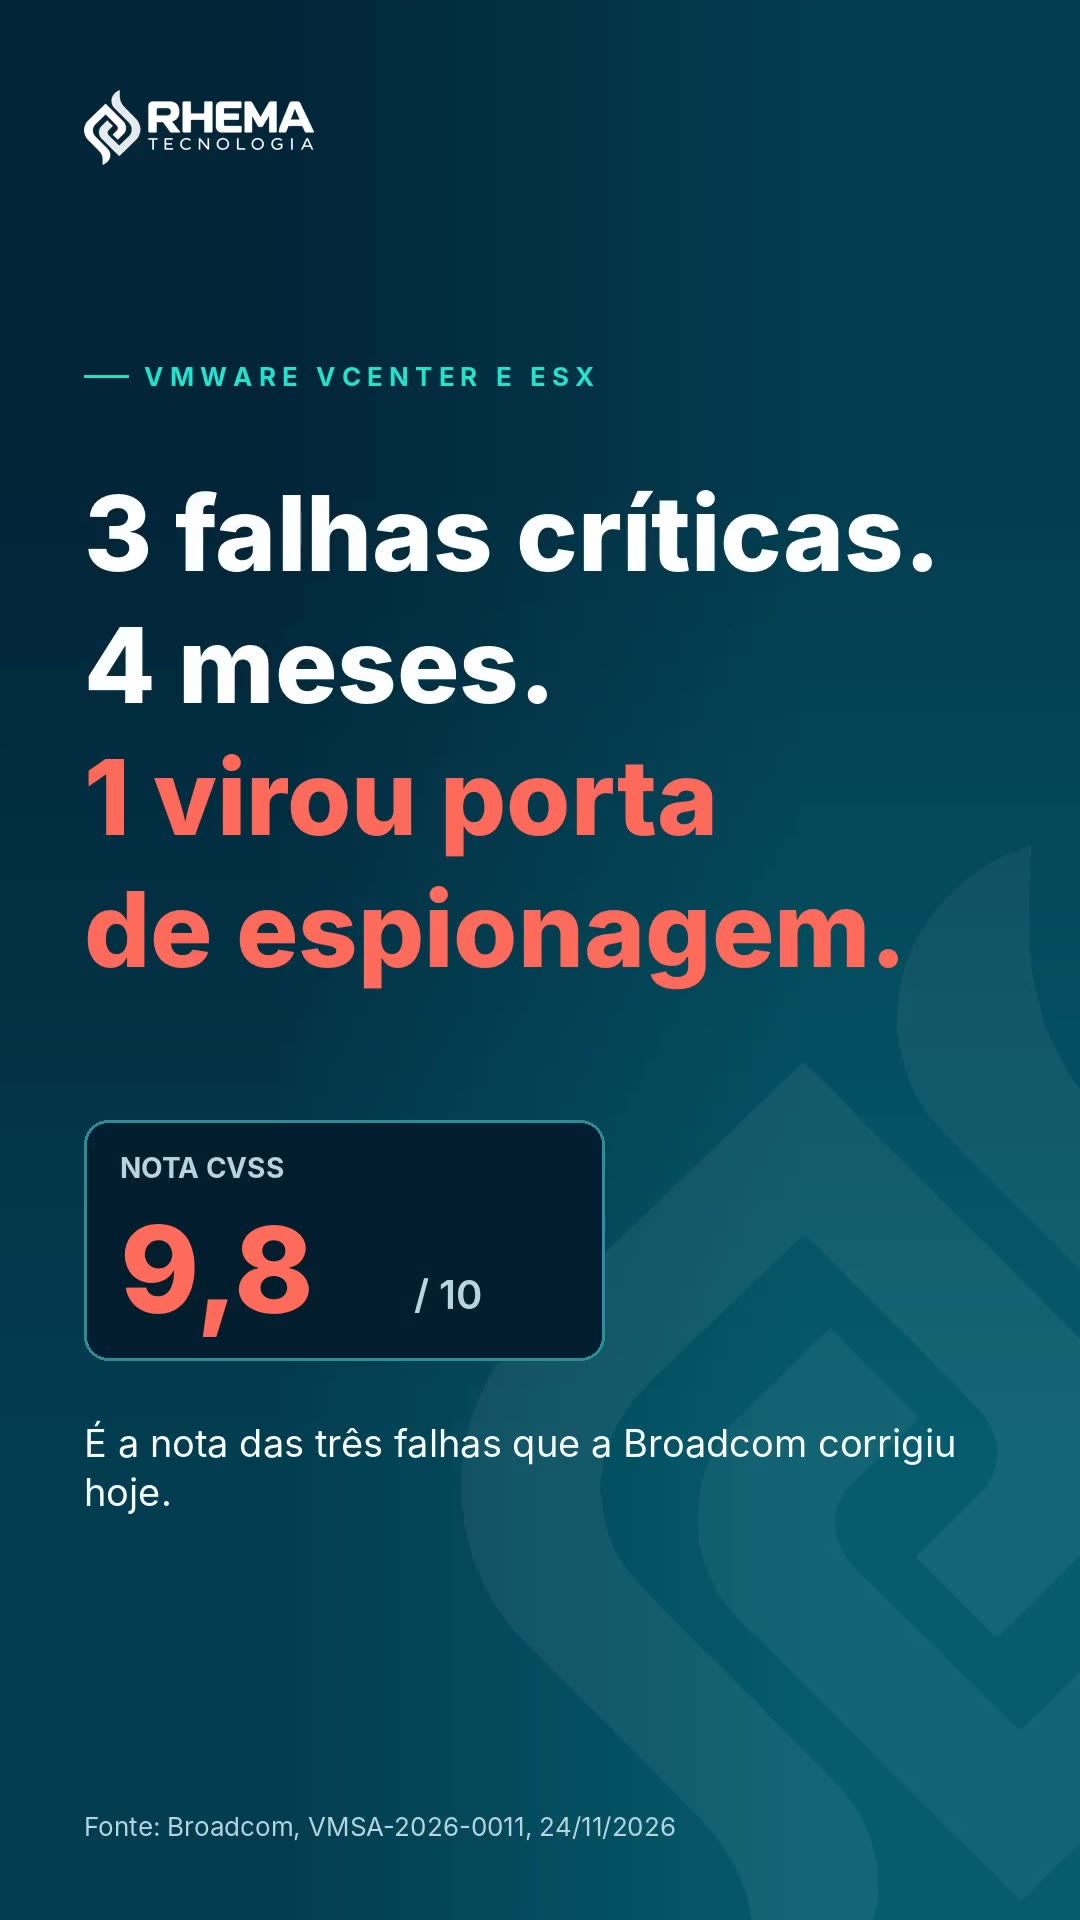 RHEMA
TECNOLOGIA
VMWARE VCENTER E ESX
3 falhas críticas.
4 meses.
1 virou porta
de espionagem.
NOTA CVSS
9,8 / 10
É a nota das três falhas que a Broadcom corrigiu
hoje.
Fonte: Broadcom, VMSA-2026-0011, 24/11/2026